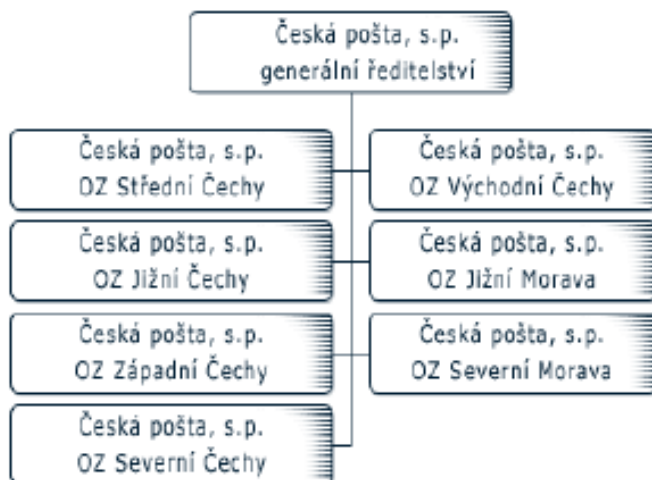 Česká pošta, s.p.
generální ředitelství
Česká pošta, s.p.
OZ Střední Čechy
Česká pošta, s.p.
OZ Východní Čechy
Česká pošta, s.p.
OZ Jižní Čechy
Česká pošta, s.p.
OZ Jižní Morava
Česká pošta, s.p.
OZ Západní Čechy
Česká pošta, s.p.
OZ Severní Morava
Česká pošta, s.p.
OZ Severní Čechy